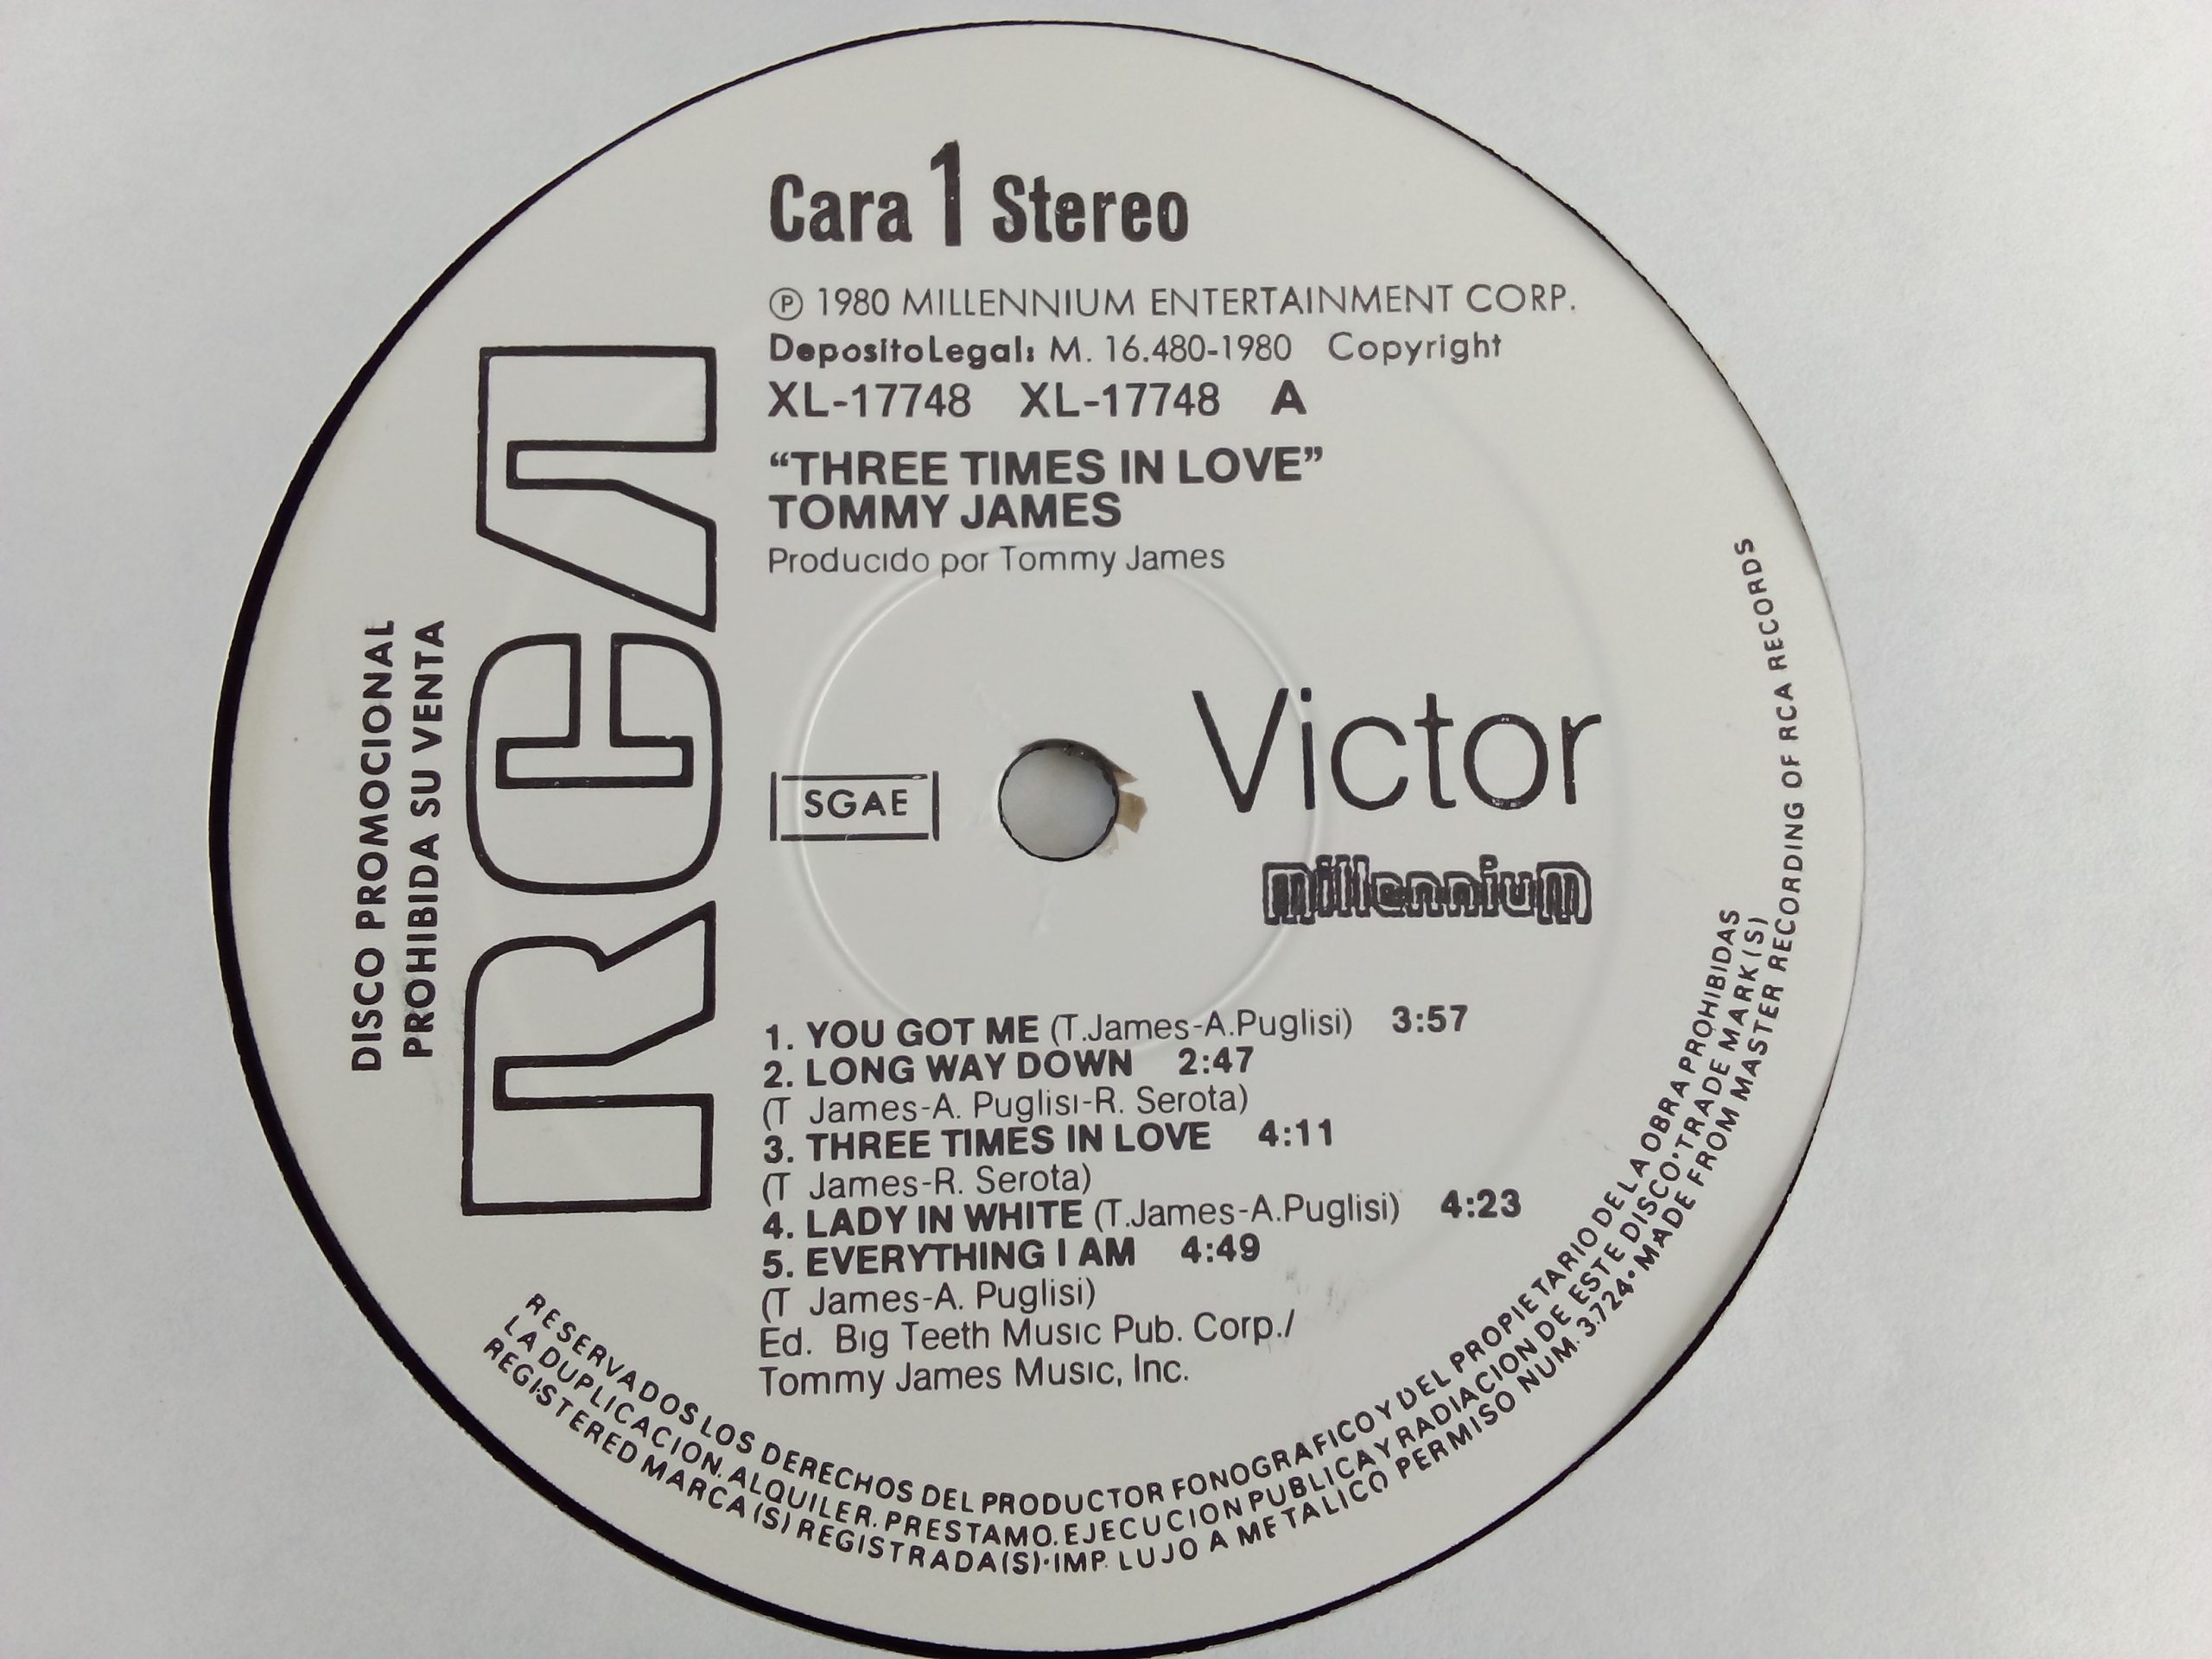 Cara 1 Stereo
℗ 1980 MILLENNIUM ENTERTAINMENT CORP.
DepositoLegal: M. 16.480-1980 Copyright
XL-17748 XL-17748 A
“THREE TIMES IN LOVE”
TOMMY JAMES
Producido por Tommy James
DISCO PROMOCIONAL
PROHIBIDA SU VENTA
RCA
SGAE
Victor
millennium
1. YOU GOT ME (T.James-A.Puglisi) 3:57
2. LONG WAY DOWN 2:47
(T James-A. Puglisi-R. Serota)
3. THREE TIMES IN LOVE 4:11
(T James-R. Serota)
4. LADY IN WHITE (T.James-A.Puglisi) 4:23
5. EVERYTHING I AM 4:49
(T James-A. Puglisi)
Ed. Big Teeth Music Pub. Corp./
Tommy James Music, Inc.
RESERVADOS LOS DERECHOS DEL PRODUCTOR FONOGRAFICO Y DEL PROPIETARIO DE LA OBRA PROHIBIDAS
LA DUPLICACION. ALQUILER. PRESTAMO. EJECUCION PUBLICA Y RADIACION DE ESTE DISCO•TRADE MARK(S)
REGISTERED MARCA(S) REGISTRADA(S)•IMP. LUJO A METALICO PERMISO NUM. 3.724•MADE FROM MASTER RECORDING OF RCA RECORDS